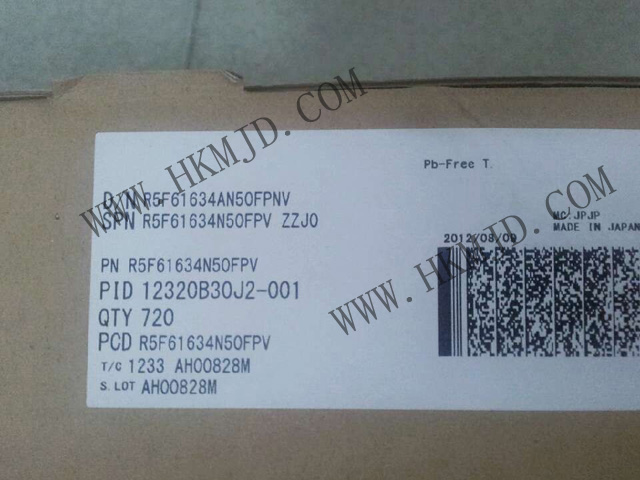 WWW.HKMJD.COM
Pb-Free T.
R5F61634AN50FPNV
SPN R5F61634N50FPV ZZJ0
MC/JPJP
MADE IN JAPAN
2012/08/09
PN R5F61634N50FPV
PID 12320B30J2-001
QTY 720
PCD R5F61634N50FPV
T/C 1233 AH00828M
S. LOT AH00828M
WWW.HKMJD.COM